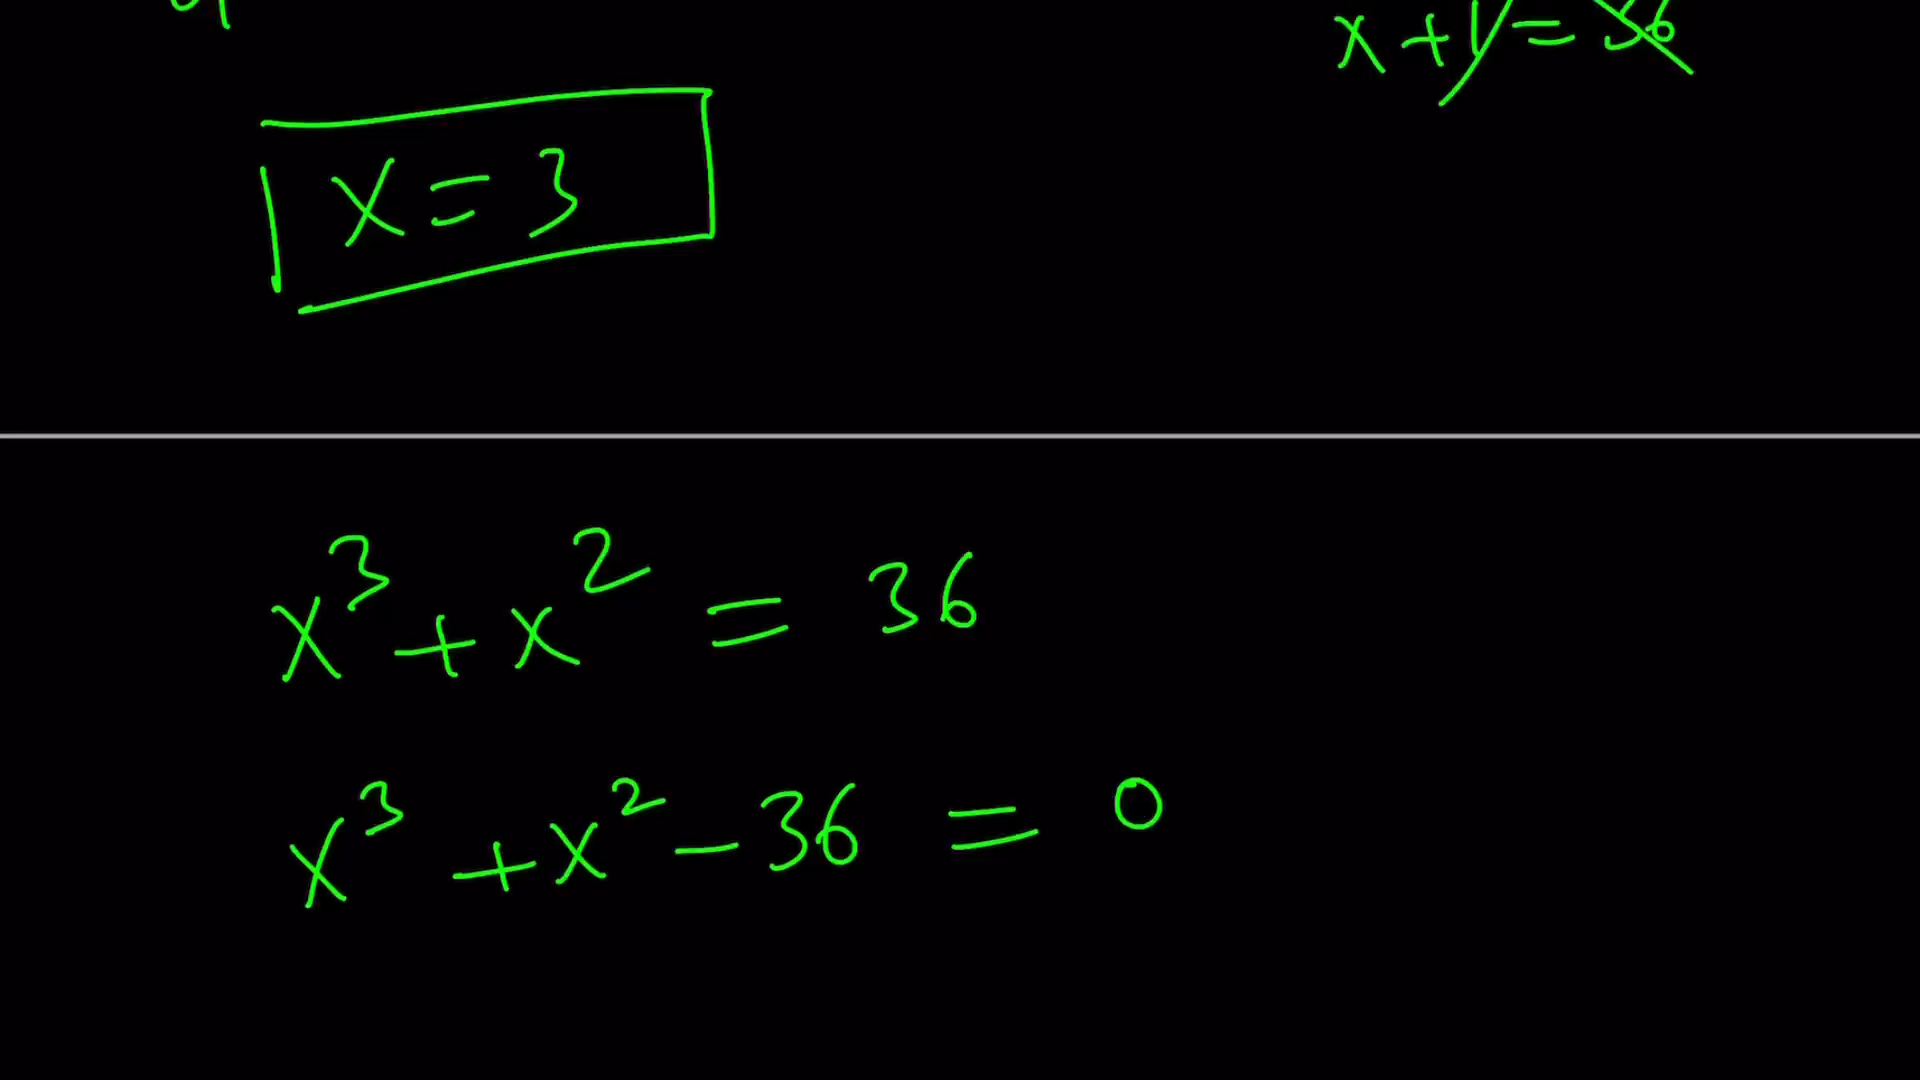 x + y = 36
x = 3
x³ + x² = 36
x³ + x² - 36 = 0